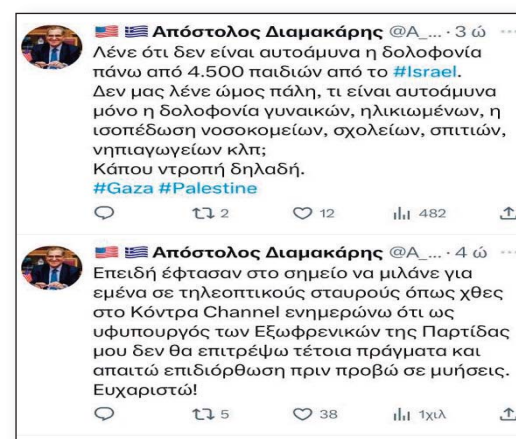 Απόστολος Διαμακάρης @A_... · 3 ώ ...
Λένε ότι δεν είναι αυτοάμυνα η δολοφονία
πάνω από 4.500 παιδιών από το #Israel.
Δεν μας λένε ώμος πάλη, τι είναι αυτοάμυνα
μόνο η δολοφονία γυναικών, ηλικιωμένων, η
ισοπέδωση νοσοκομείων, σχολείων, σπιτιών,
νηπιαγωγείων κλπ;
Κάπου ντροπή δηλαδή.
#Gaza #Palestine
2 12 482
Απόστολος Διαμακάρης @A_... · 4 ώ ...
Επειδή έφτασαν στο σημείο να μιλάνε για
εμένα σε τηλεοπτικούς σταυρούς όπως χθες
στο Κόντρα Channel ενημερώνω ότι ως
υφυπουργός των Εξωφρενικών της Παρτίδας
μου δεν θα επιτρέψω τέτοια πράγματα και
απαιτώ επιδιόρθωση πριν προβώ σε μυήσεις.
Ευχαριστώ!
5 38 1χιλ